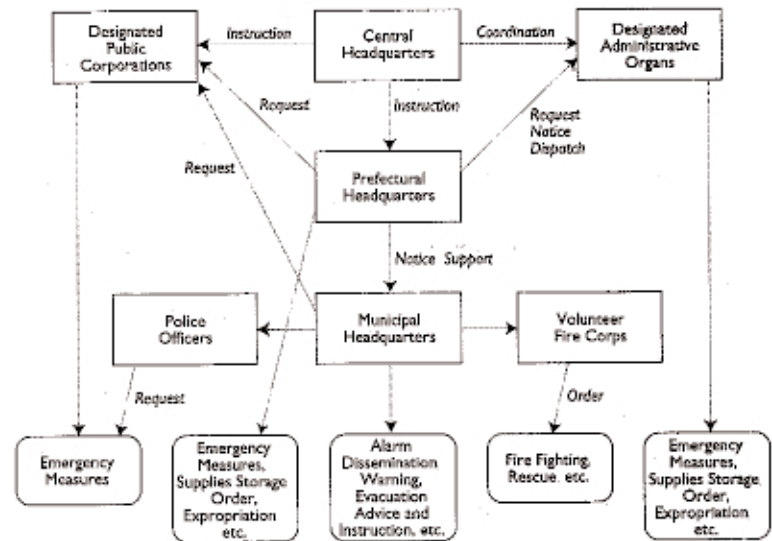 Designated
Public
Corporations
Instruction
Central
Headquarters
Coordination
Designated
Administrative
Organs
Request
Instruction
Request
Notice
Dispatch
Request
Prefectural
Headquarters
Notice Support
Police
Officers
Municipal
Headquarters
Volunteer
Fire Corps
Request
Order
Emergency
Measures
Emergency
Measures,
Supplies Storage
Order,
Expropriation
etc.
Alarm
Dissemination
Warning,
Evacuation
Advice and
Instruction, etc.
Fire Fighting,
Rescue, etc.
Emergency
Measures,
Supplies Storage,
Order,
Expropriation
etc.